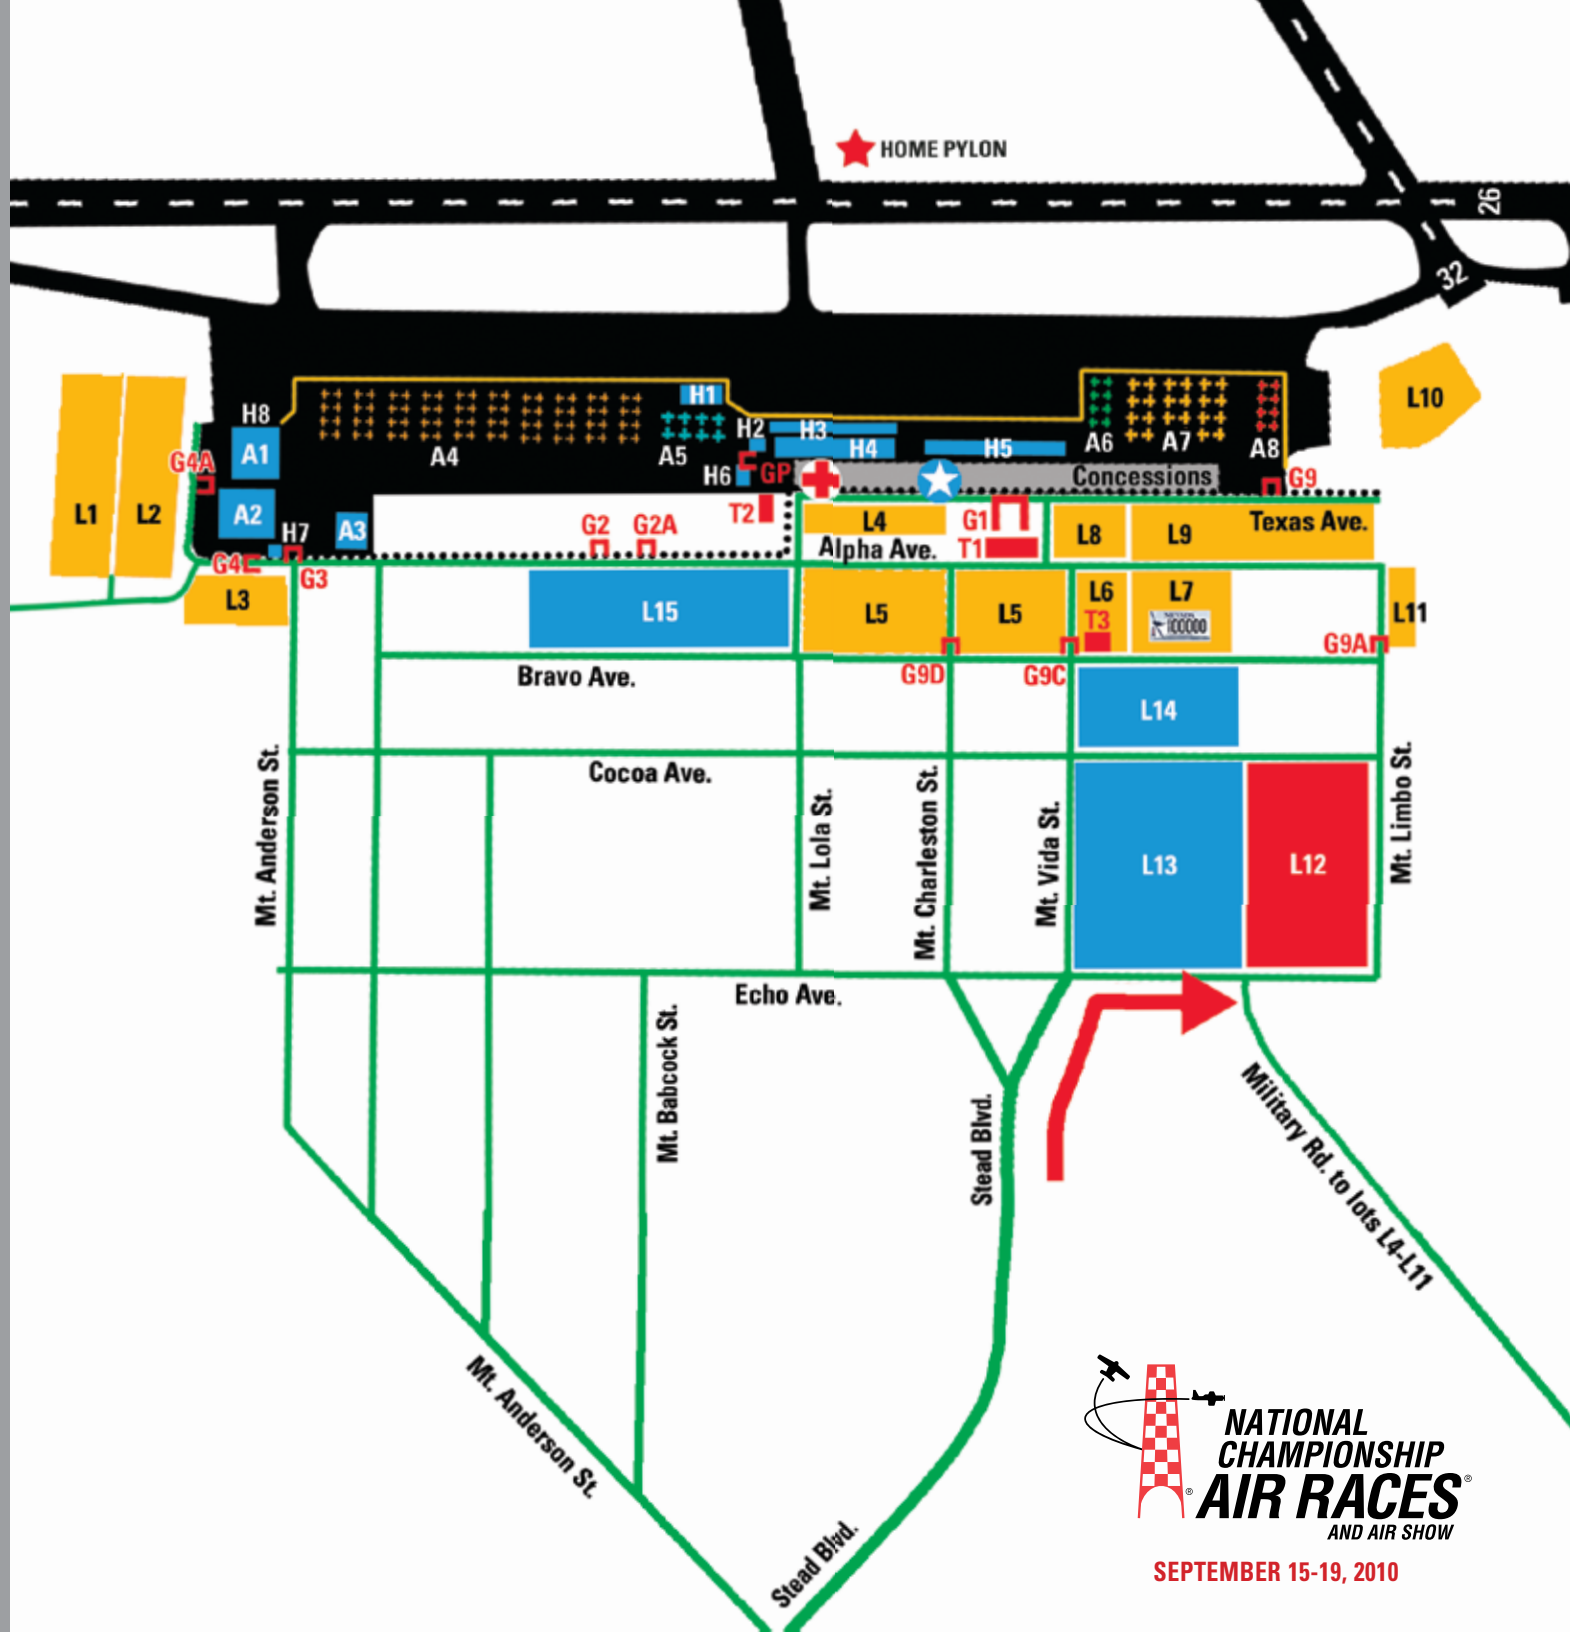 HOME PYLON
26
32
H1
H8
A1
G4A
A4
A5
H2
H3
H4
H5
H6
GP
A6
A7
A8
Concessions
G9
L10
L1
L2
A2
H7
A3
G4
G3
L3
G2
G2A
T2
L4
G1
T1
Alpha Ave.
L8
L9
Texas Ave.
L15
L5
L5
L6
T3
L7
NEVADA
100000
L11
G9A
G9D
G9C
Bravo Ave.
L14
Cocoa Ave.
Mt. Anderson St.
Mt. Lola St.
Mt. Charleston St.
Mt. Vida St.
L13
L12
Mt. Limbo St.
Echo Ave.
Mt. Babcock St.
Stead Blvd.
Military Rd. to lots L4-L11
Mt. Anderson St.
Stead Blvd.
NATIONAL
CHAMPIONSHIP
® AIR RACES®
AND AIR SHOW
SEPTEMBER 15-19, 2010